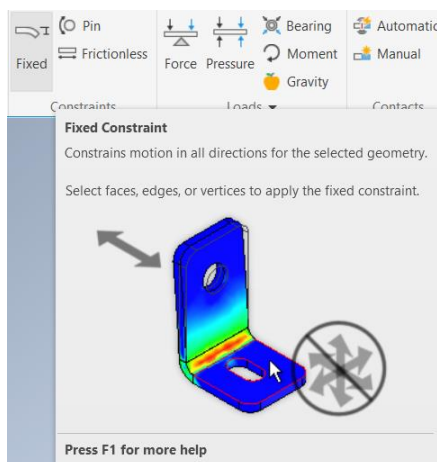 Pin
Bearing
Automatic
Frictionless
Moment
Manual
Fixed
Force
Pressure
Gravity
Constraints
Loads
Contacts
Fixed Constraint
Constrains motion in all directions for the selected geometry.
Select faces, edges, or vertices to apply the fixed constraint.
Press F1 for more help